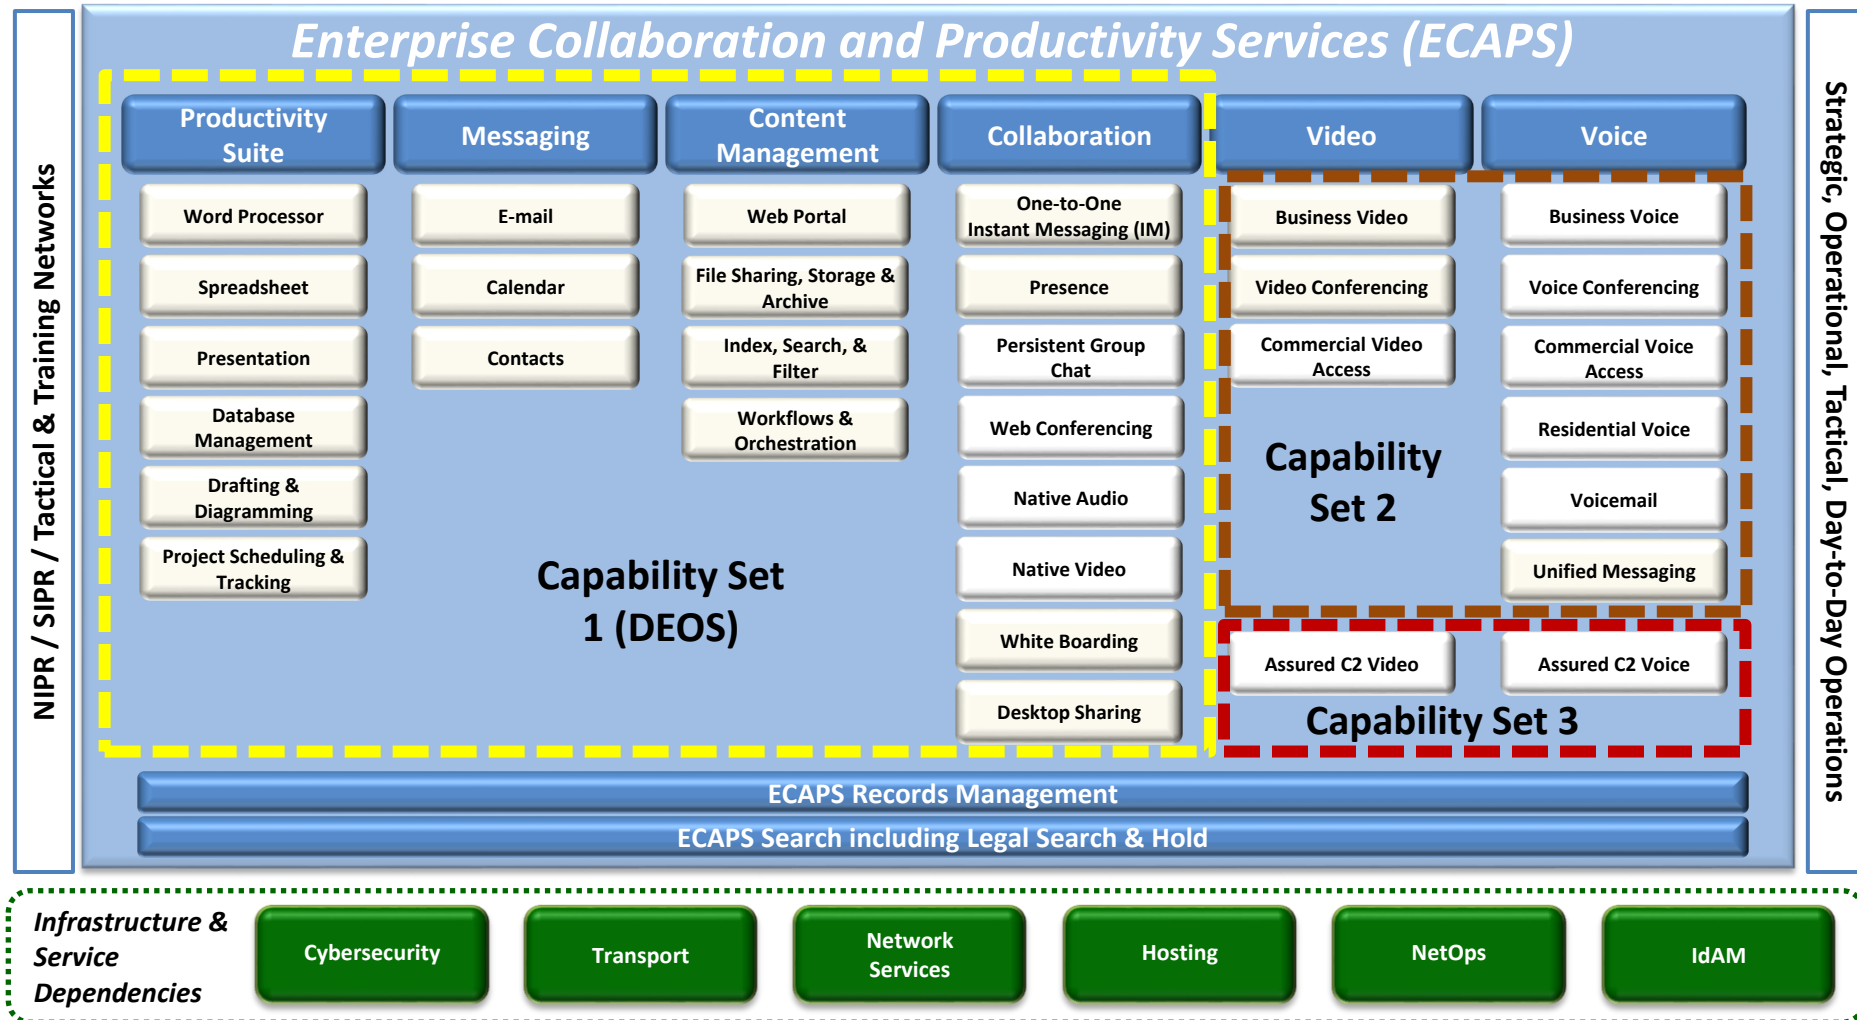 Enterprise Collaboration and Productivity Services (ECAPS)
NIPR / SIPR / Tactical & Training Networks
Productivity
Suite
Word Processor
Spreadsheet
Presentation
Database
Management
Drafting &
Diagramming
Project Scheduling &
Tracking
Messaging
E-mail
Calendar
Contacts
Content
Management
Web Portal
File Sharing, Storage &
Archive
Index, Search, &
Filter
Workflows &
Orchestration
Capability Set
1 (DEOS)
Collaboration
One-to-One
Instant Messaging (IM)
Presence
Persistent Group
Chat
Web Conferencing
Native Audio
Native Video
White Boarding
Desktop Sharing
Video
Business Video
Video Conferencing
Commercial Video
Access
Capability
Set 2
Voice
Business Voice
Voice Conferencing
Commercial Voice
Access
Residential Voice
Voicemail
Unified Messaging
Assured C2 Video
Assured C2 Voice
Capability Set 3
Strategic, Operational, Tactical, Day-to-Day Operations
ECAPS Records Management
ECAPS Search including Legal Search & Hold
Infrastructure &
Service
Dependencies
Cybersecurity
Transport
Network
Services
Hosting
NetOps
IdAM